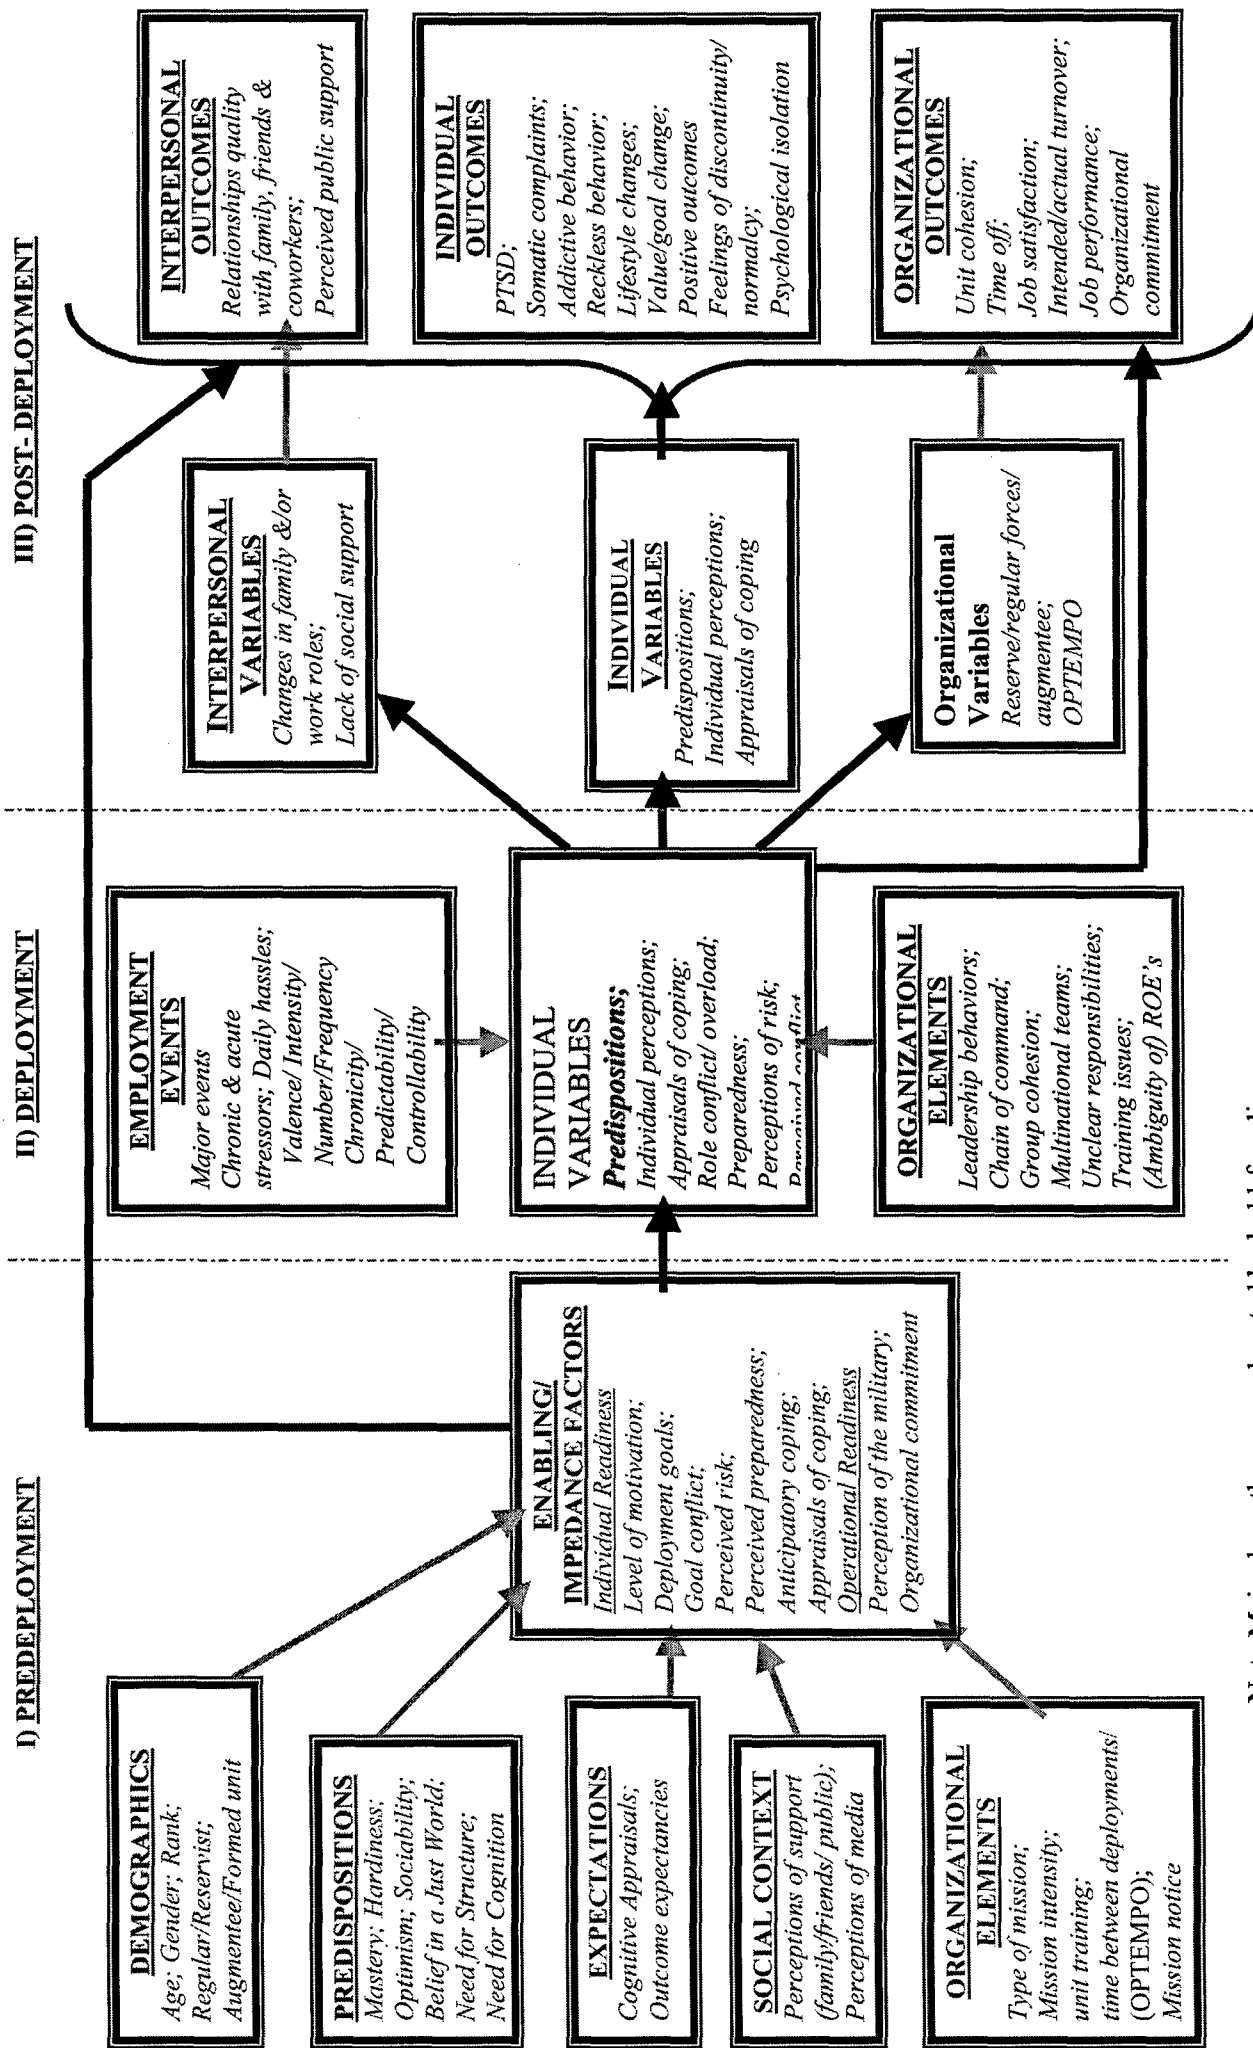 I) PREDEPLOYMENT
DEMOGRAPHICS
Age; Gender; Rank;
Regular/Reservist;
Augmentee/Formed unit
PREDISPOSITIONS
Mastery; Hardiness;
Optimism; Sociability;
Belief in a Just World;
Need for Structure;
Need for Cognition
EXPECTATIONS
Cognitive Appraisals;
Outcome expectancies
SOCIAL CONTEXT
Perceptions of support
(family/friends/ public);
Perceptions of media
ORGANIZATIONAL
ELEMENTS
Type of mission;
Mission intensity;
unit training;
time between deployments/
(OPTEMPO);
Mission notice
ENABLING/
IMPEDANCE FACTORS
Individual Readiness
Level of motivation;
Deployment goals;
Goal conflict;
Perceived risk;
Perceived preparedness;
Anticipatory coping;
Appraisals of coping;
Operational Readiness
Perception of the military;
Organizational commitment
II) DEPLOYMENT
EMPLOYMENT
EVENTS
Major events
Chronic & acute
stressors; Daily hassles;
Valence/ Intensity/
Number/Frequency
Chronicity/
Predictability/
Controllability
INDIVIDUAL
VARIABLES
Predispositions;
Individual perceptions;
Appraisals of coping;
Role conflict/ overload;
Preparedness;
Perceptions of risk;
Perceived conflict
ORGANIZATIONAL
ELEMENTS
Leadership behaviors;
Chain of command;
Group cohesion;
Multinational teams;
Unclear responsibilities;
Training issues;
(Ambiguity of) ROE's
III) POST- DEPLOYMENT
INTERPERSONAL
VARIABLES
Changes in family &/or
work roles;
Lack of social support
INDIVIDUAL
VARIABLES
Predispositions;
Individual perceptions;
Appraisals of coping
Organizational
Variables
Reserve/regular forces/
augmentee;
OPTEMPO
INTERPERSONAL
OUTCOMES
Relationships quality
with family, friends &
coworkers;
Perceived public support
INDIVIDUAL
OUTCOMES
PTSD;
Somatic complaints;
Addictive behavior;
Reckless behavior;
Lifestyle changes;
Value/goal change;
Positive outcomes
Feelings of discontinuity/
normalcy;
Psychological isolation
ORGANIZATIONAL
OUTCOMES
Unit cohesion;
Time off;
Job satisfaction;
Intended/actual turnover;
Job performance;
Organizational
commitment